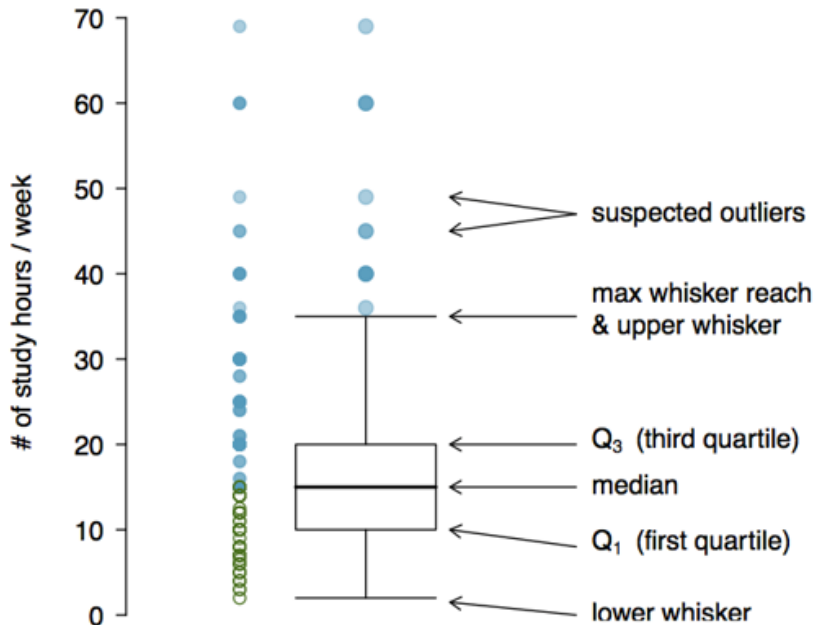 70
60
50
40
30
20
10
0
# of study hours / week
suspected outliers
max whisker reach
& upper whisker
Q₃ (third quartile)
median
Q₁ (first quartile)
lower whisker